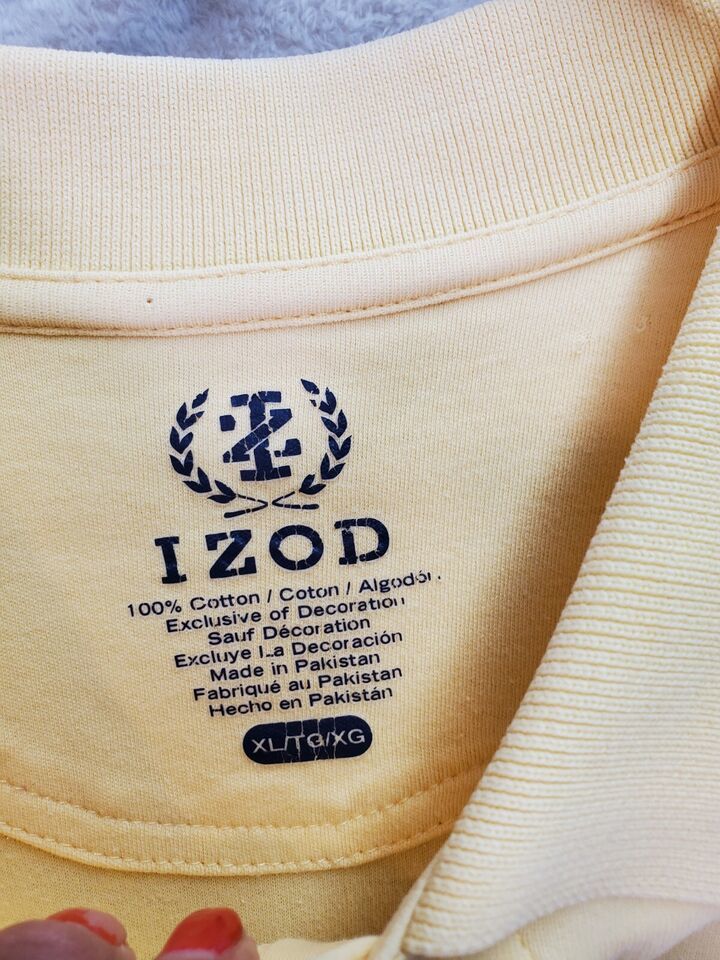 IZ
IZOD
100% Cotton / Coton / Algodón
Exclusive of Decoration
Sauf Décoration
Excluye La Decoración
Made in Pakistan
Fabriqué au Pakistan
Hecho en Pakistán
XL/TG/XG